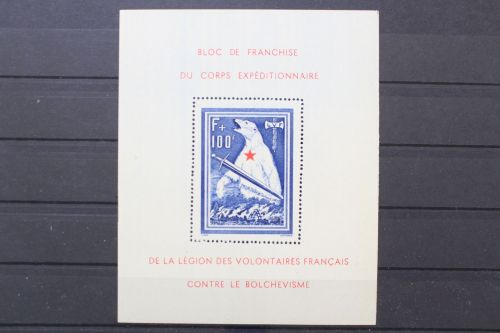 BLOC DE FRANCHISE
DU CORPS EXPÉDITIONNAIRE
F+
100F
DE LA LÉGION DES VOLONTAIRES FRANÇAIS
CONTRE LE BOLCHEVISME